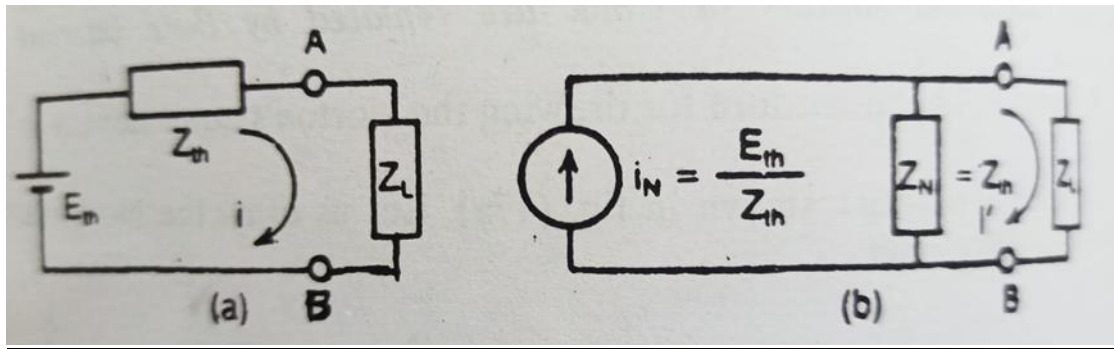 A
Z_th
E_th
i
Z_L
B
(a)
A
i_N = E_th / Z_th
Z_N = Z_th
i'
Z_L
B
(b)